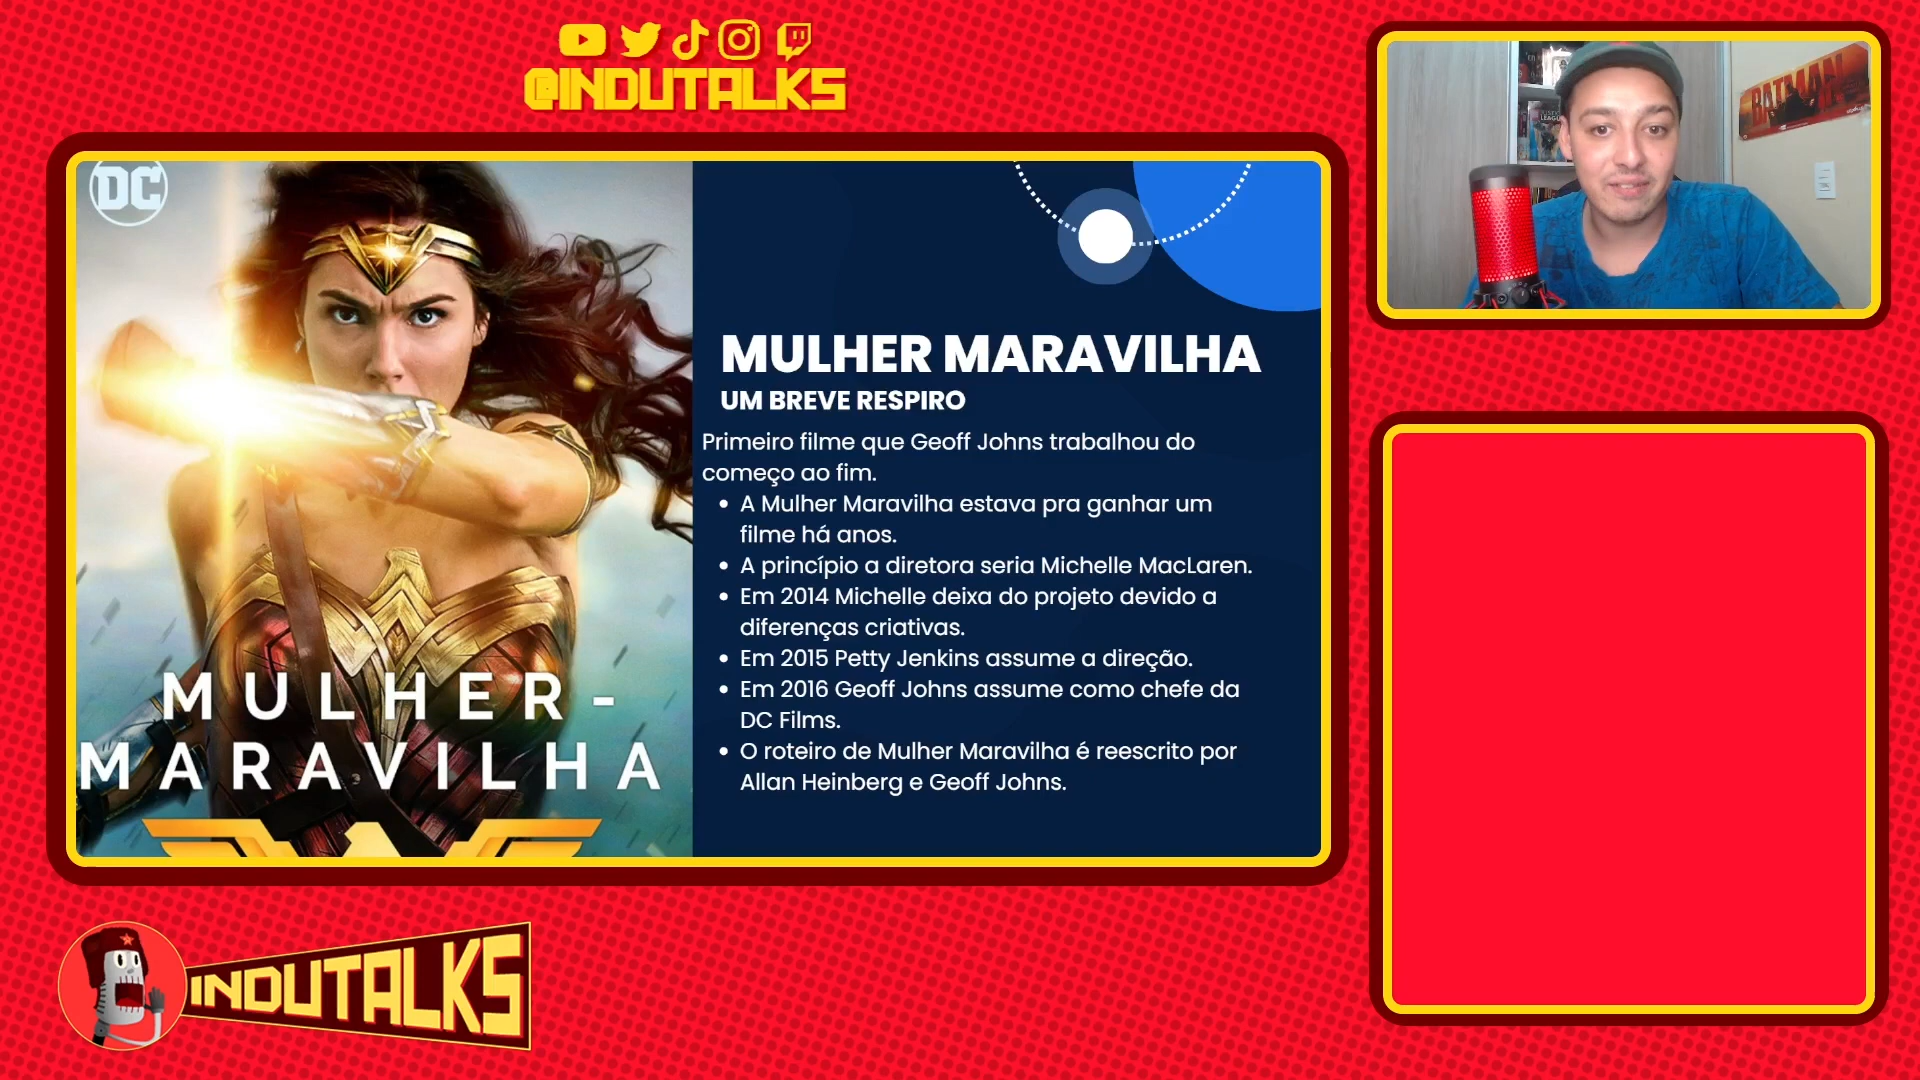 @INDUTALKS
DC
MULHER-
MARAVILHA
MULHER MARAVILHA
UM BREVE RESPIRO
Primeiro filme que Geoff Johns trabalhou do
começo ao fim.
• A Mulher Maravilha estava pra ganhar um
filme há anos.
• A princípio a diretora seria Michelle MacLaren.
• Em 2014 Michelle deixa do projeto devido a
diferenças criativas.
• Em 2015 Petty Jenkins assume a direção.
• Em 2016 Geoff Johns assume como chefe da
DC Films.
• O roteiro de Mulher Maravilha é reescrito por
Allan Heinberg e Geoff Johns.
BATMAN
LEAGUE
INDUTALKS